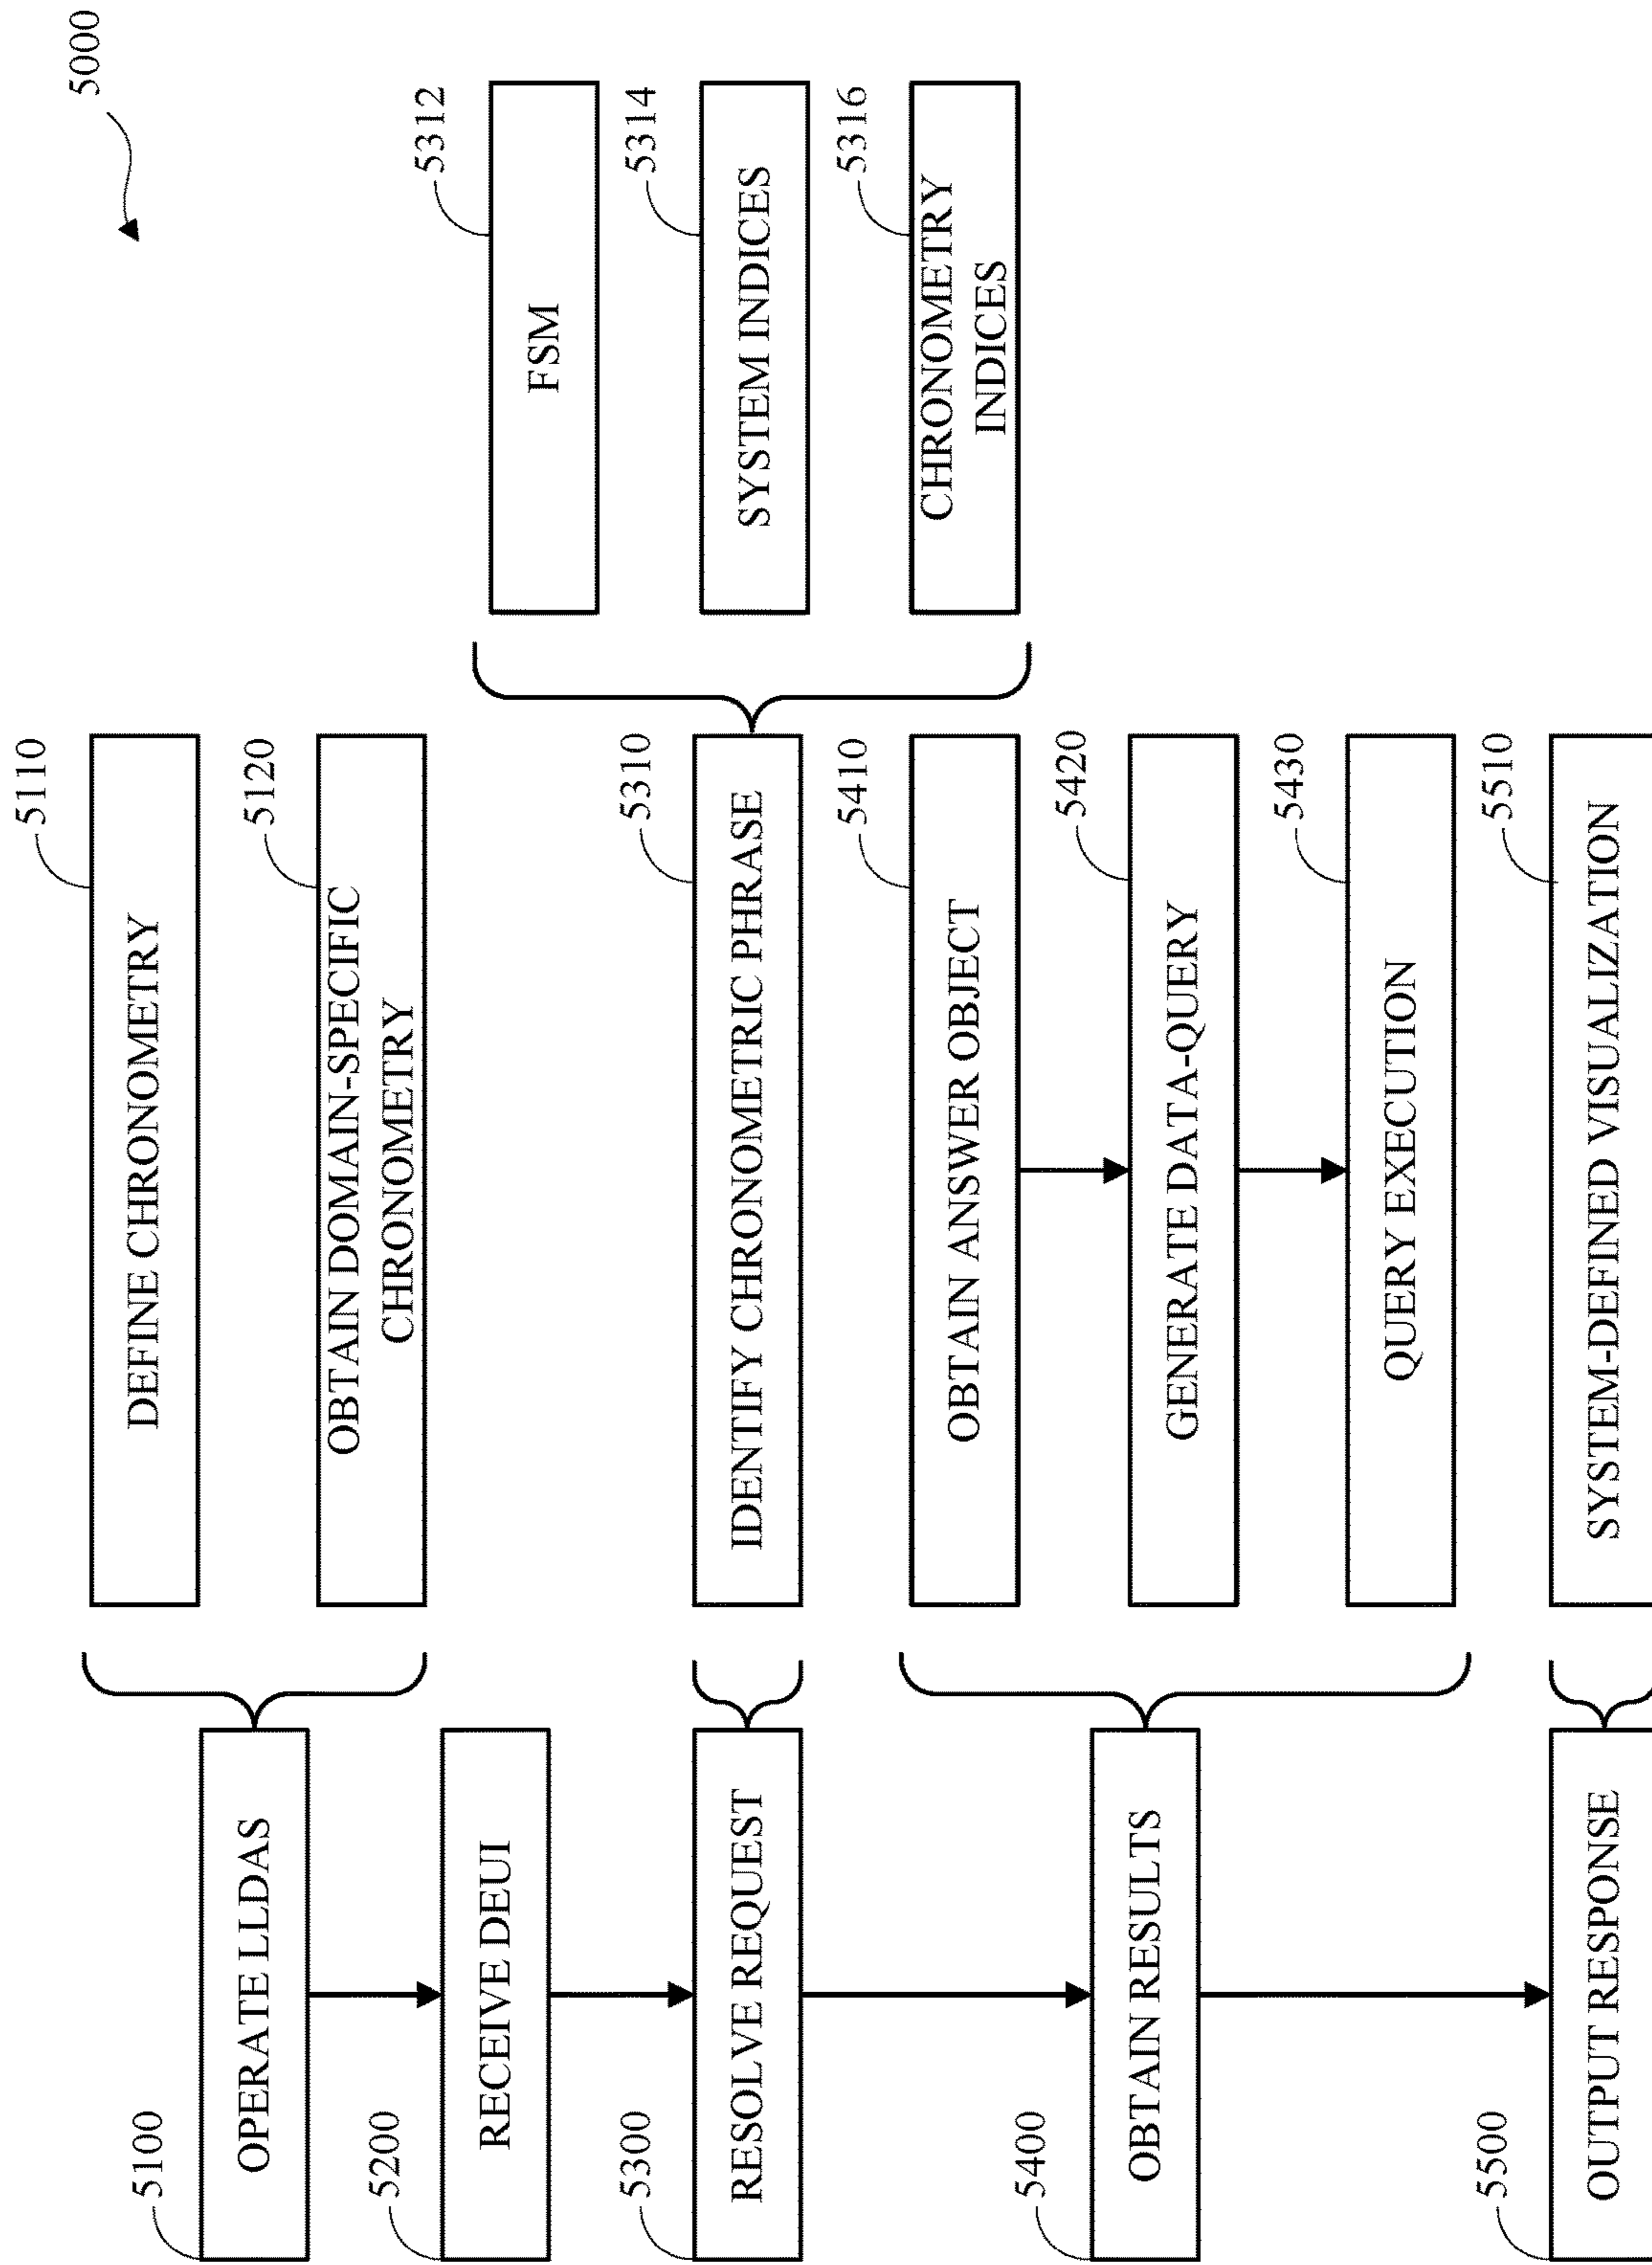 5000
5100
OPERATE LLDAS
5110
DEFINE CHRONOMETRY
5120
OBTAIN DOMAIN-SPECIFIC
CHRONOMETRY
5200
RECEIVE DEUI
5300
RESOLVE REQUEST
5310
IDENTIFY CHRONOMETRIC PHRASE
5312
FSM
5314
SYSTEM INDICES
5316
CHRONOMETRY
INDICES
5400
OBTAIN RESULTS
5410
OBTAIN ANSWER OBJECT
5420
GENERATE DATA-QUERY
5430
QUERY EXECUTION
5500
OUTPUT RESPONSE
5510
SYSTEM-DEFINED VISUALIZATION